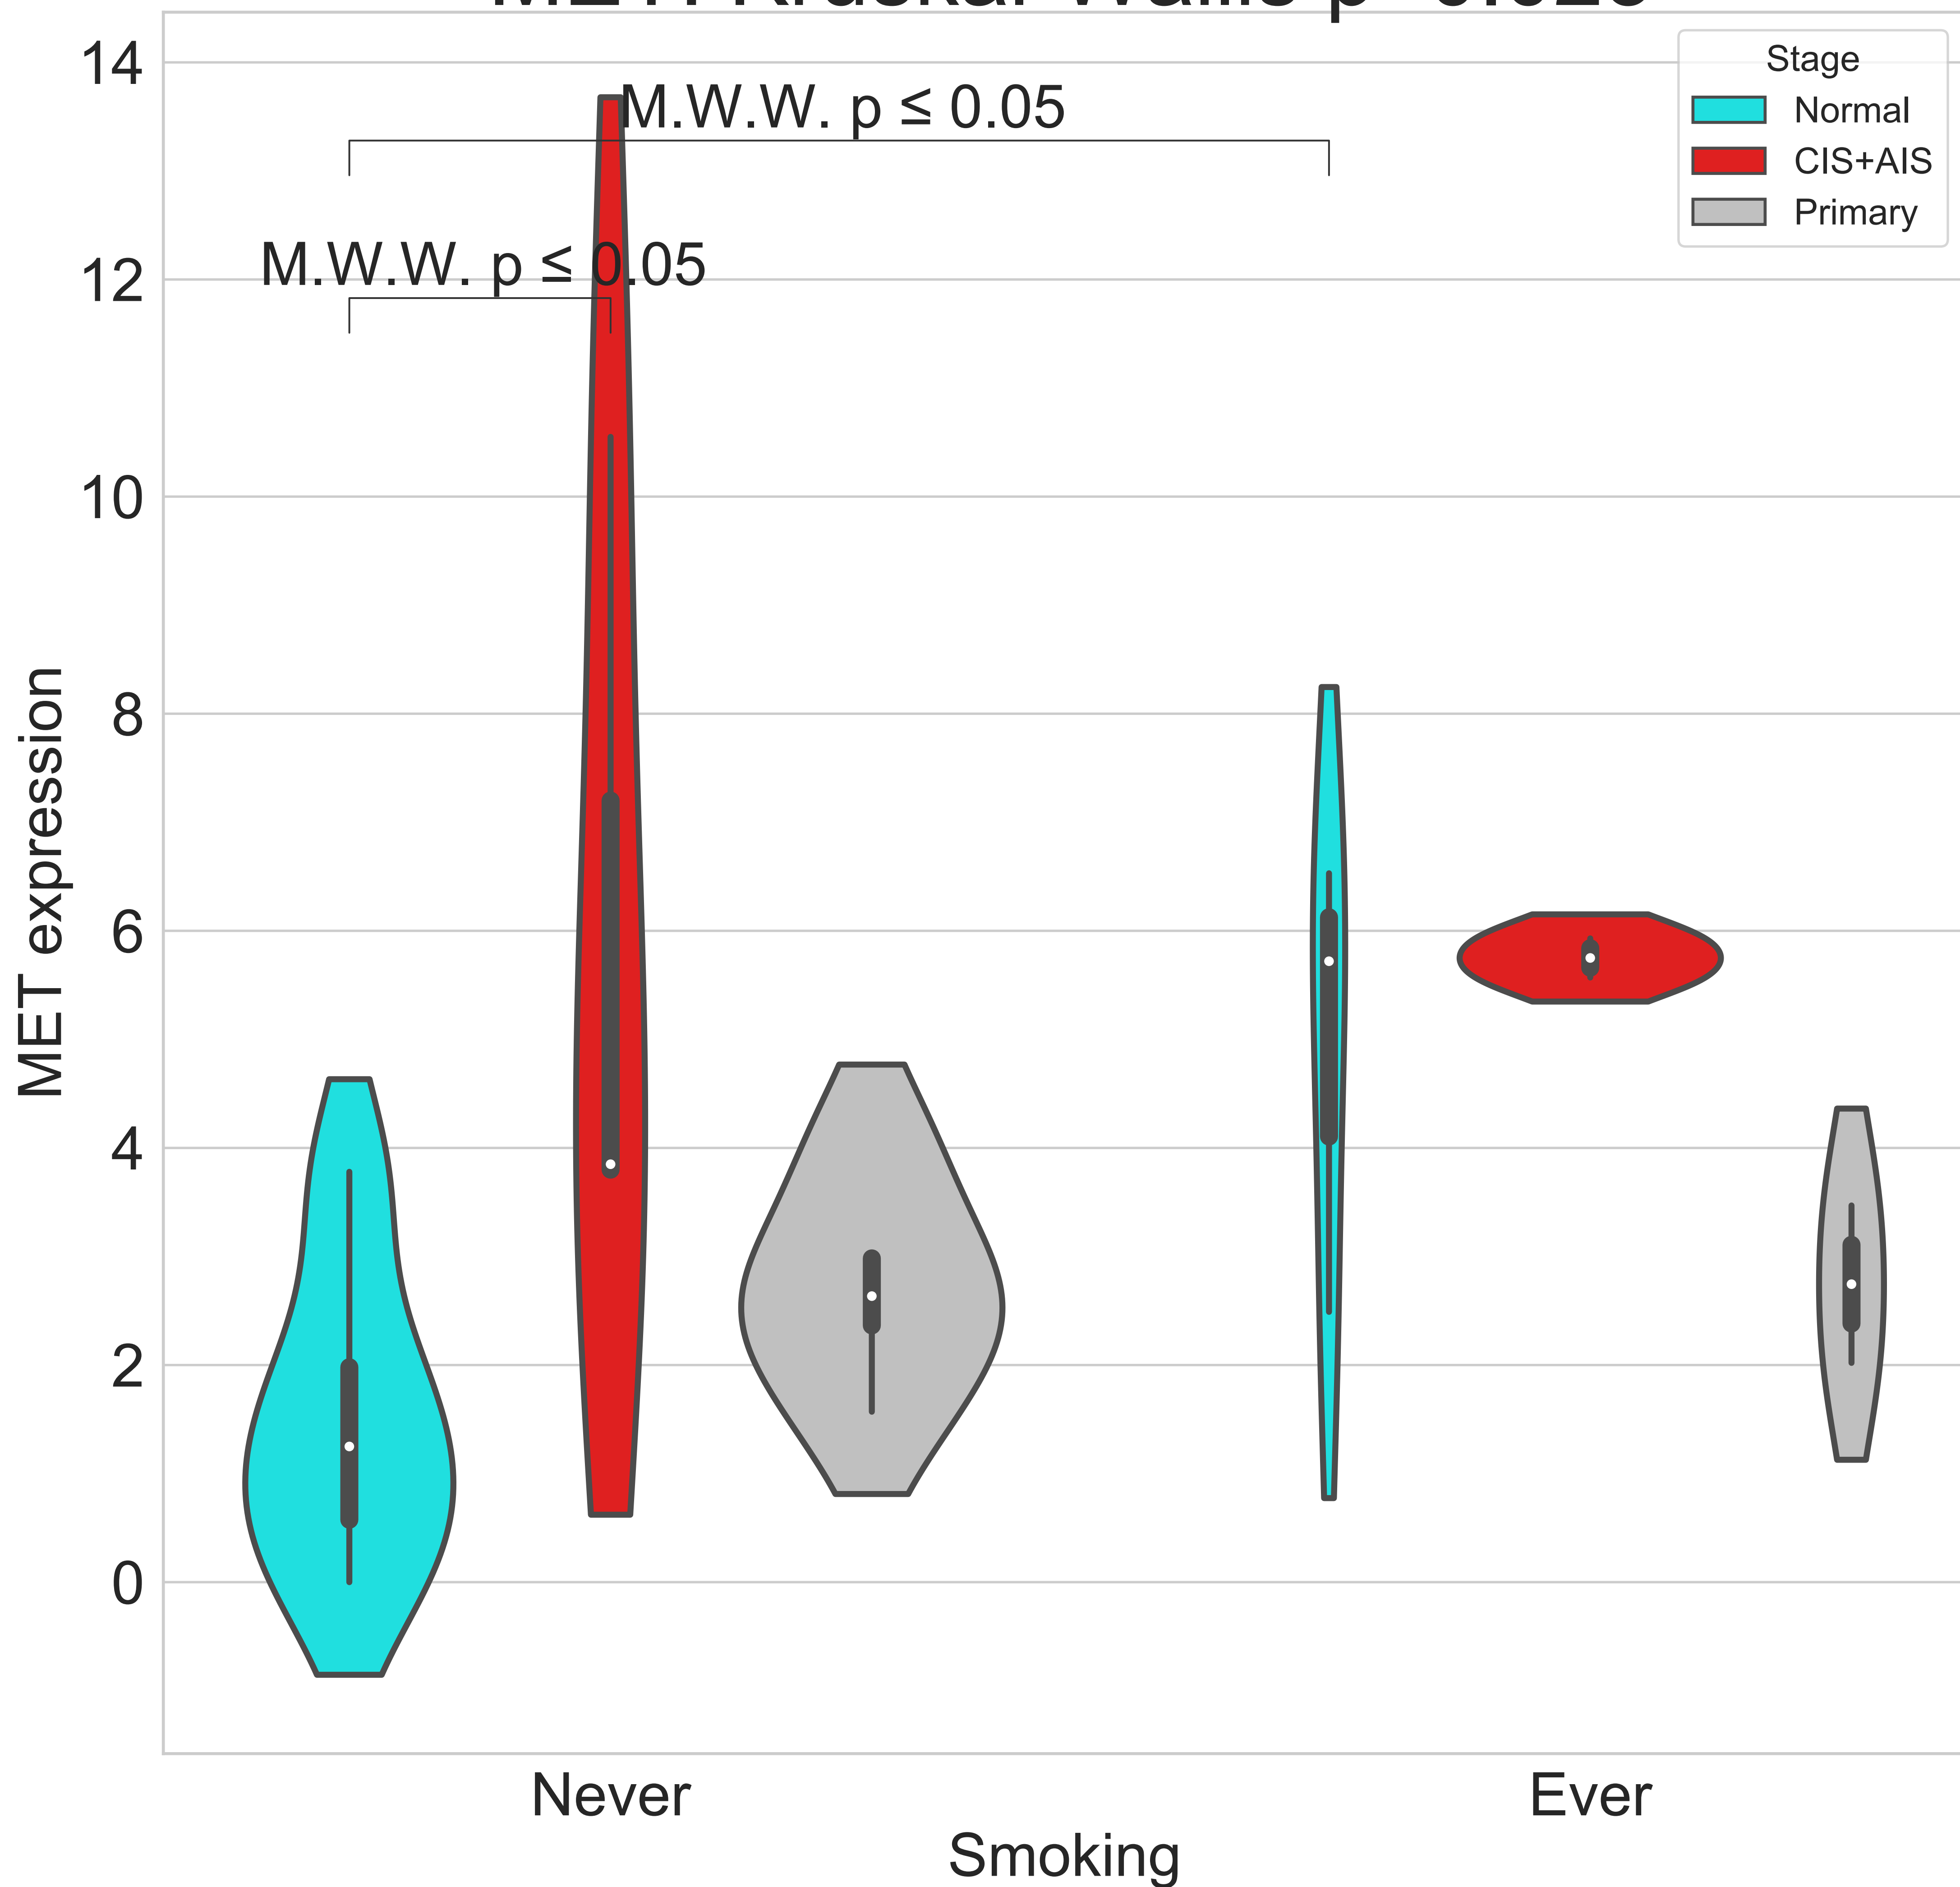 14
12
10
8
6
4
2
0
MET expression
M.W.W. p ≤ 0.05
M.W.W. p ≤ 0.05
Stage
Normal
CIS+AIS
Primary
Never
Ever
Smoking